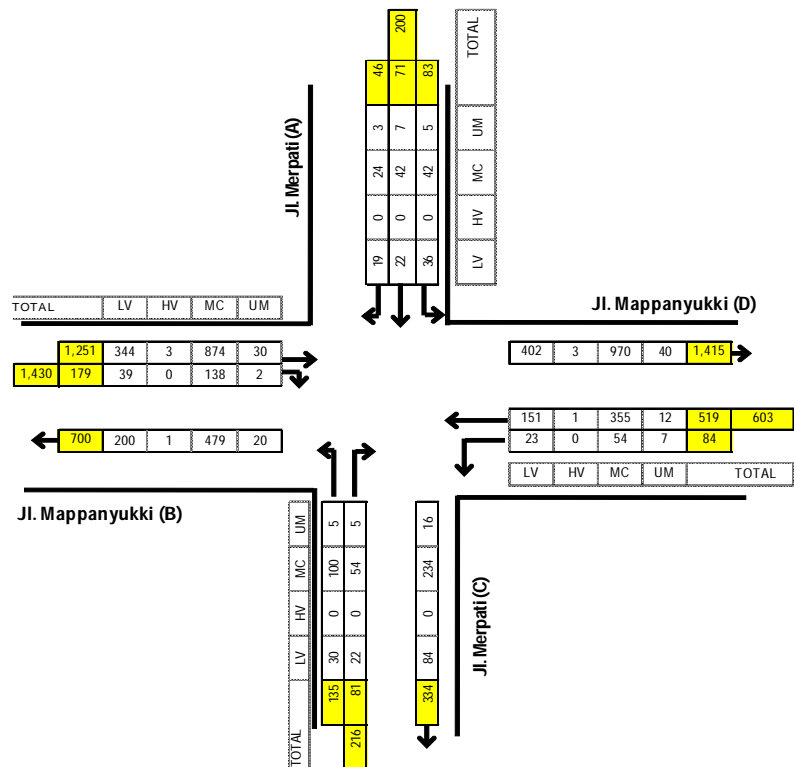 200
46 71 83 TOTAL
3 7 5 UM
24 42 42 MC
0 0 0 HV
19 22 36 LV
Jl. Merpati (A)
TOTAL LV HV MC UM
Jl. Mappanyukki (D)
1,251 344 3 874 30
1,430 179 39 0 138 2
402 3 970 40 1,415
700 200 1 479 20
151 1 355 12 519 603
23 0 54 7 84
LV HV MC UM TOTAL
Jl. Mappanyukki (B)
UM 5 5 16
MC 100 54 234
HV 0 0 0
LV 30 22 84
TOTAL 135 81 334
216
Jl. Merpati (C)